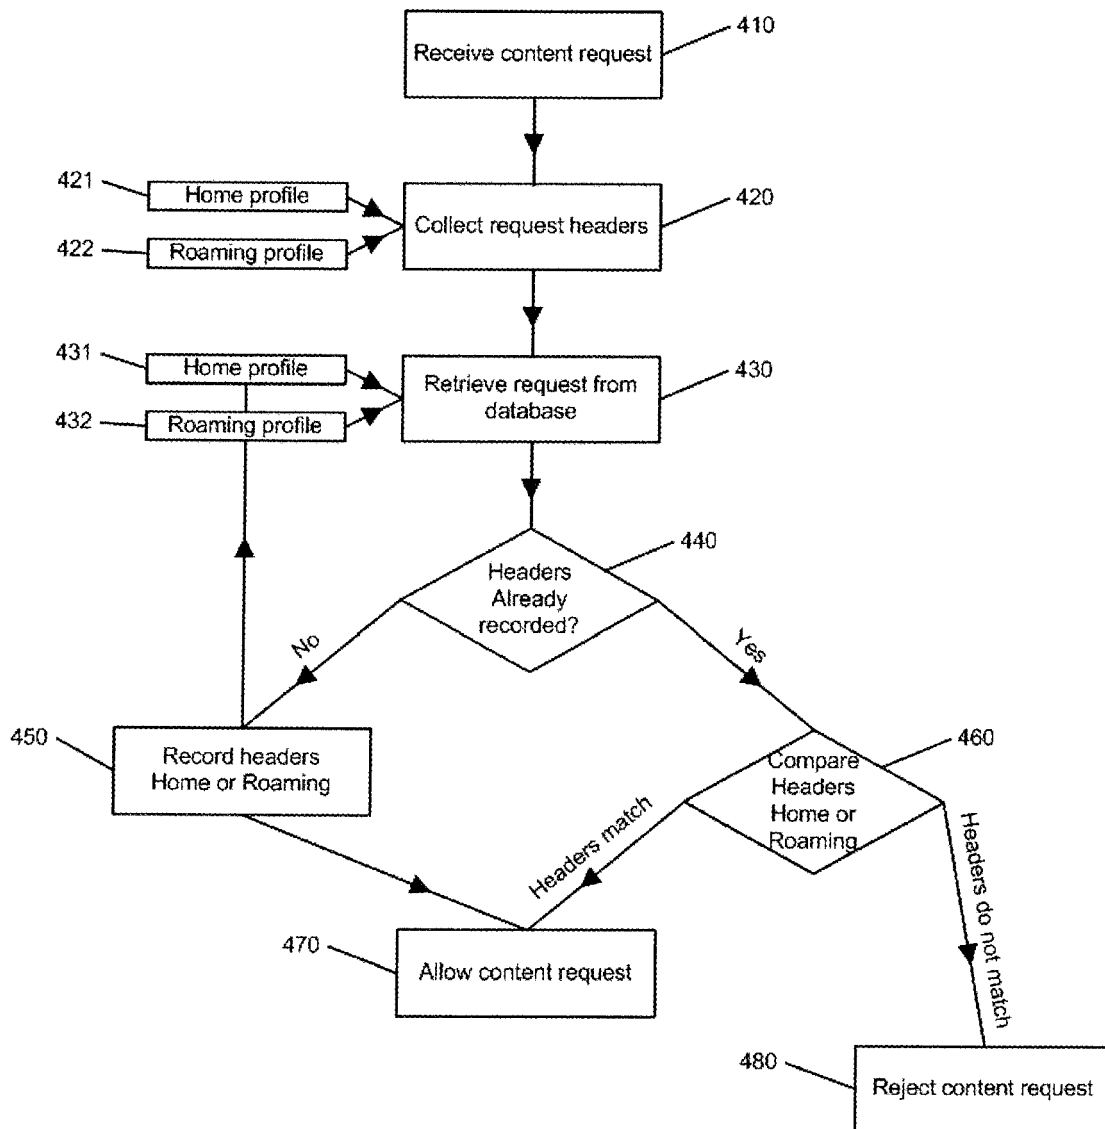 410
Receive content request
421
Home profile
420
Collect request headers
422
Roaming profile
431
Home profile
430
Retrieve request from
database
432
Roaming profile
440
Headers
Already
recorded?
No
Yes
450
Record headers
Home or Roaming
460
Compare
Headers
Home or
Roaming
Headers match
Headers do not match
470
Allow content request
480
Reject content request